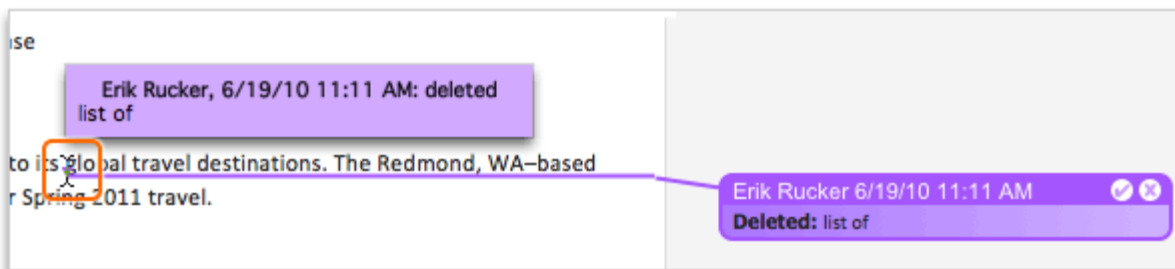 se
Erik Rucker, 6/19/10 11:11 AM: deleted
list of
to its global travel destinations. The Redmond, WA–based
r Spring 2011 travel.
Erik Rucker 6/19/10 11:11 AM
Deleted: list of